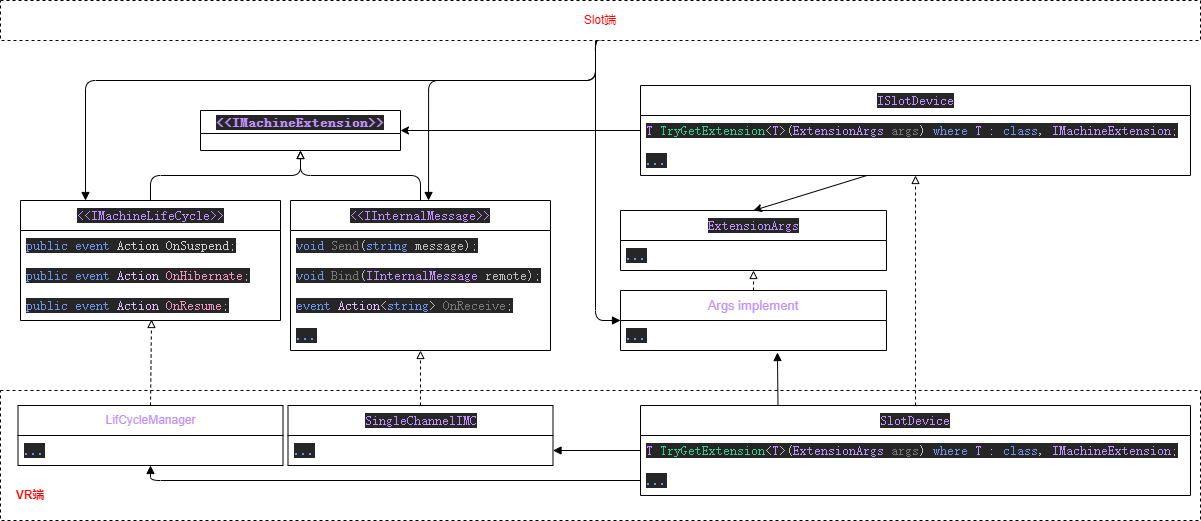 Slot端
<<IMachineExtension>>
ISlotDevice
T TryGetExtension<T>(ExtensionArgs args) where T : class, IMachineExtension;
...
<<IMachineLifeCycle>>
public event Action OnSuspend;
public event Action OnHibernate;
public event Action OnResume;
<<IInternalMessage>>
void Send(string message);
void Bind(IInternalMessage remote);
event Action<string> OnReceive;
...
ExtensionArgs
...
Args implement
...
LifCycleManager
...
SingleChannelIMC
...
SlotDevice
T TryGetExtension<T>(ExtensionArgs args) where T : class, IMachineExtension;
...
VR端